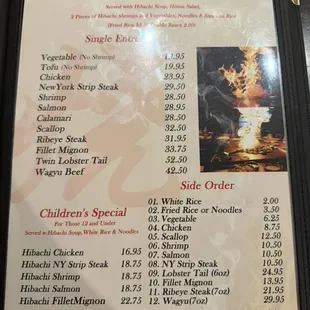 Served with Hibachi Soup, House Salad,
2 Pieces of Hibachi shrimps and Vegetables, Noodles & Steamed Rice
Single
Vegetable (No Shrimp) 19.95
Tofu (No Shrimp) 19.95
Chicken 23.95
NewYork Strip Steak 29.50
Shrimp 28.50
Salmon 28.95
Calamari 28.50
Scallop 32.50
Ribeye Steak 31.95
Fillet Mignon 33.75
Twin Lobster Tail 52.50
Wagyu Beef 42.50
Side Order
01. White Rice 2.00
02. Fried Rice or Noodles 3.50
03. Vegetable 6.25
04. Chicken 8.75
05. Scallop 12.50
06. Shrimp 10.50
07. Salmon 10.50
08. NY Strip Steak 10.50
09. Lobster Tail (6oz) 24.95
10. Fillet Mignon 13.95
11. Ribeye Steak(7oz) 21.95
12. Wagyu(7oz) 29.95
Children's Special
For Those 12 and Under
Served w/Hibachi Soup,White Rice & Noodles
Hibachi Chicken 16.95
Hibachi NY Strip Steak 18.75
Hibachi Shrimp 18.75
Hibachi Salmon 18.75
Hibachi FilletMignon 22.75